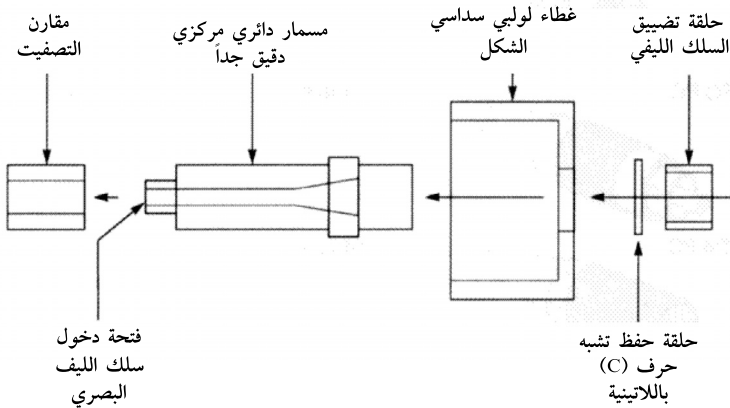 حلقة تضييق
السلك الليفي
غطاء لولبي سداسي
الشكل
مسمار دائري مركزي
دقيق جداً
مقارن
التصفيت
حلقة حفظ تشبه
حرف (C)
باللاتينية
فتحة دخول
سلك الليف
البصري